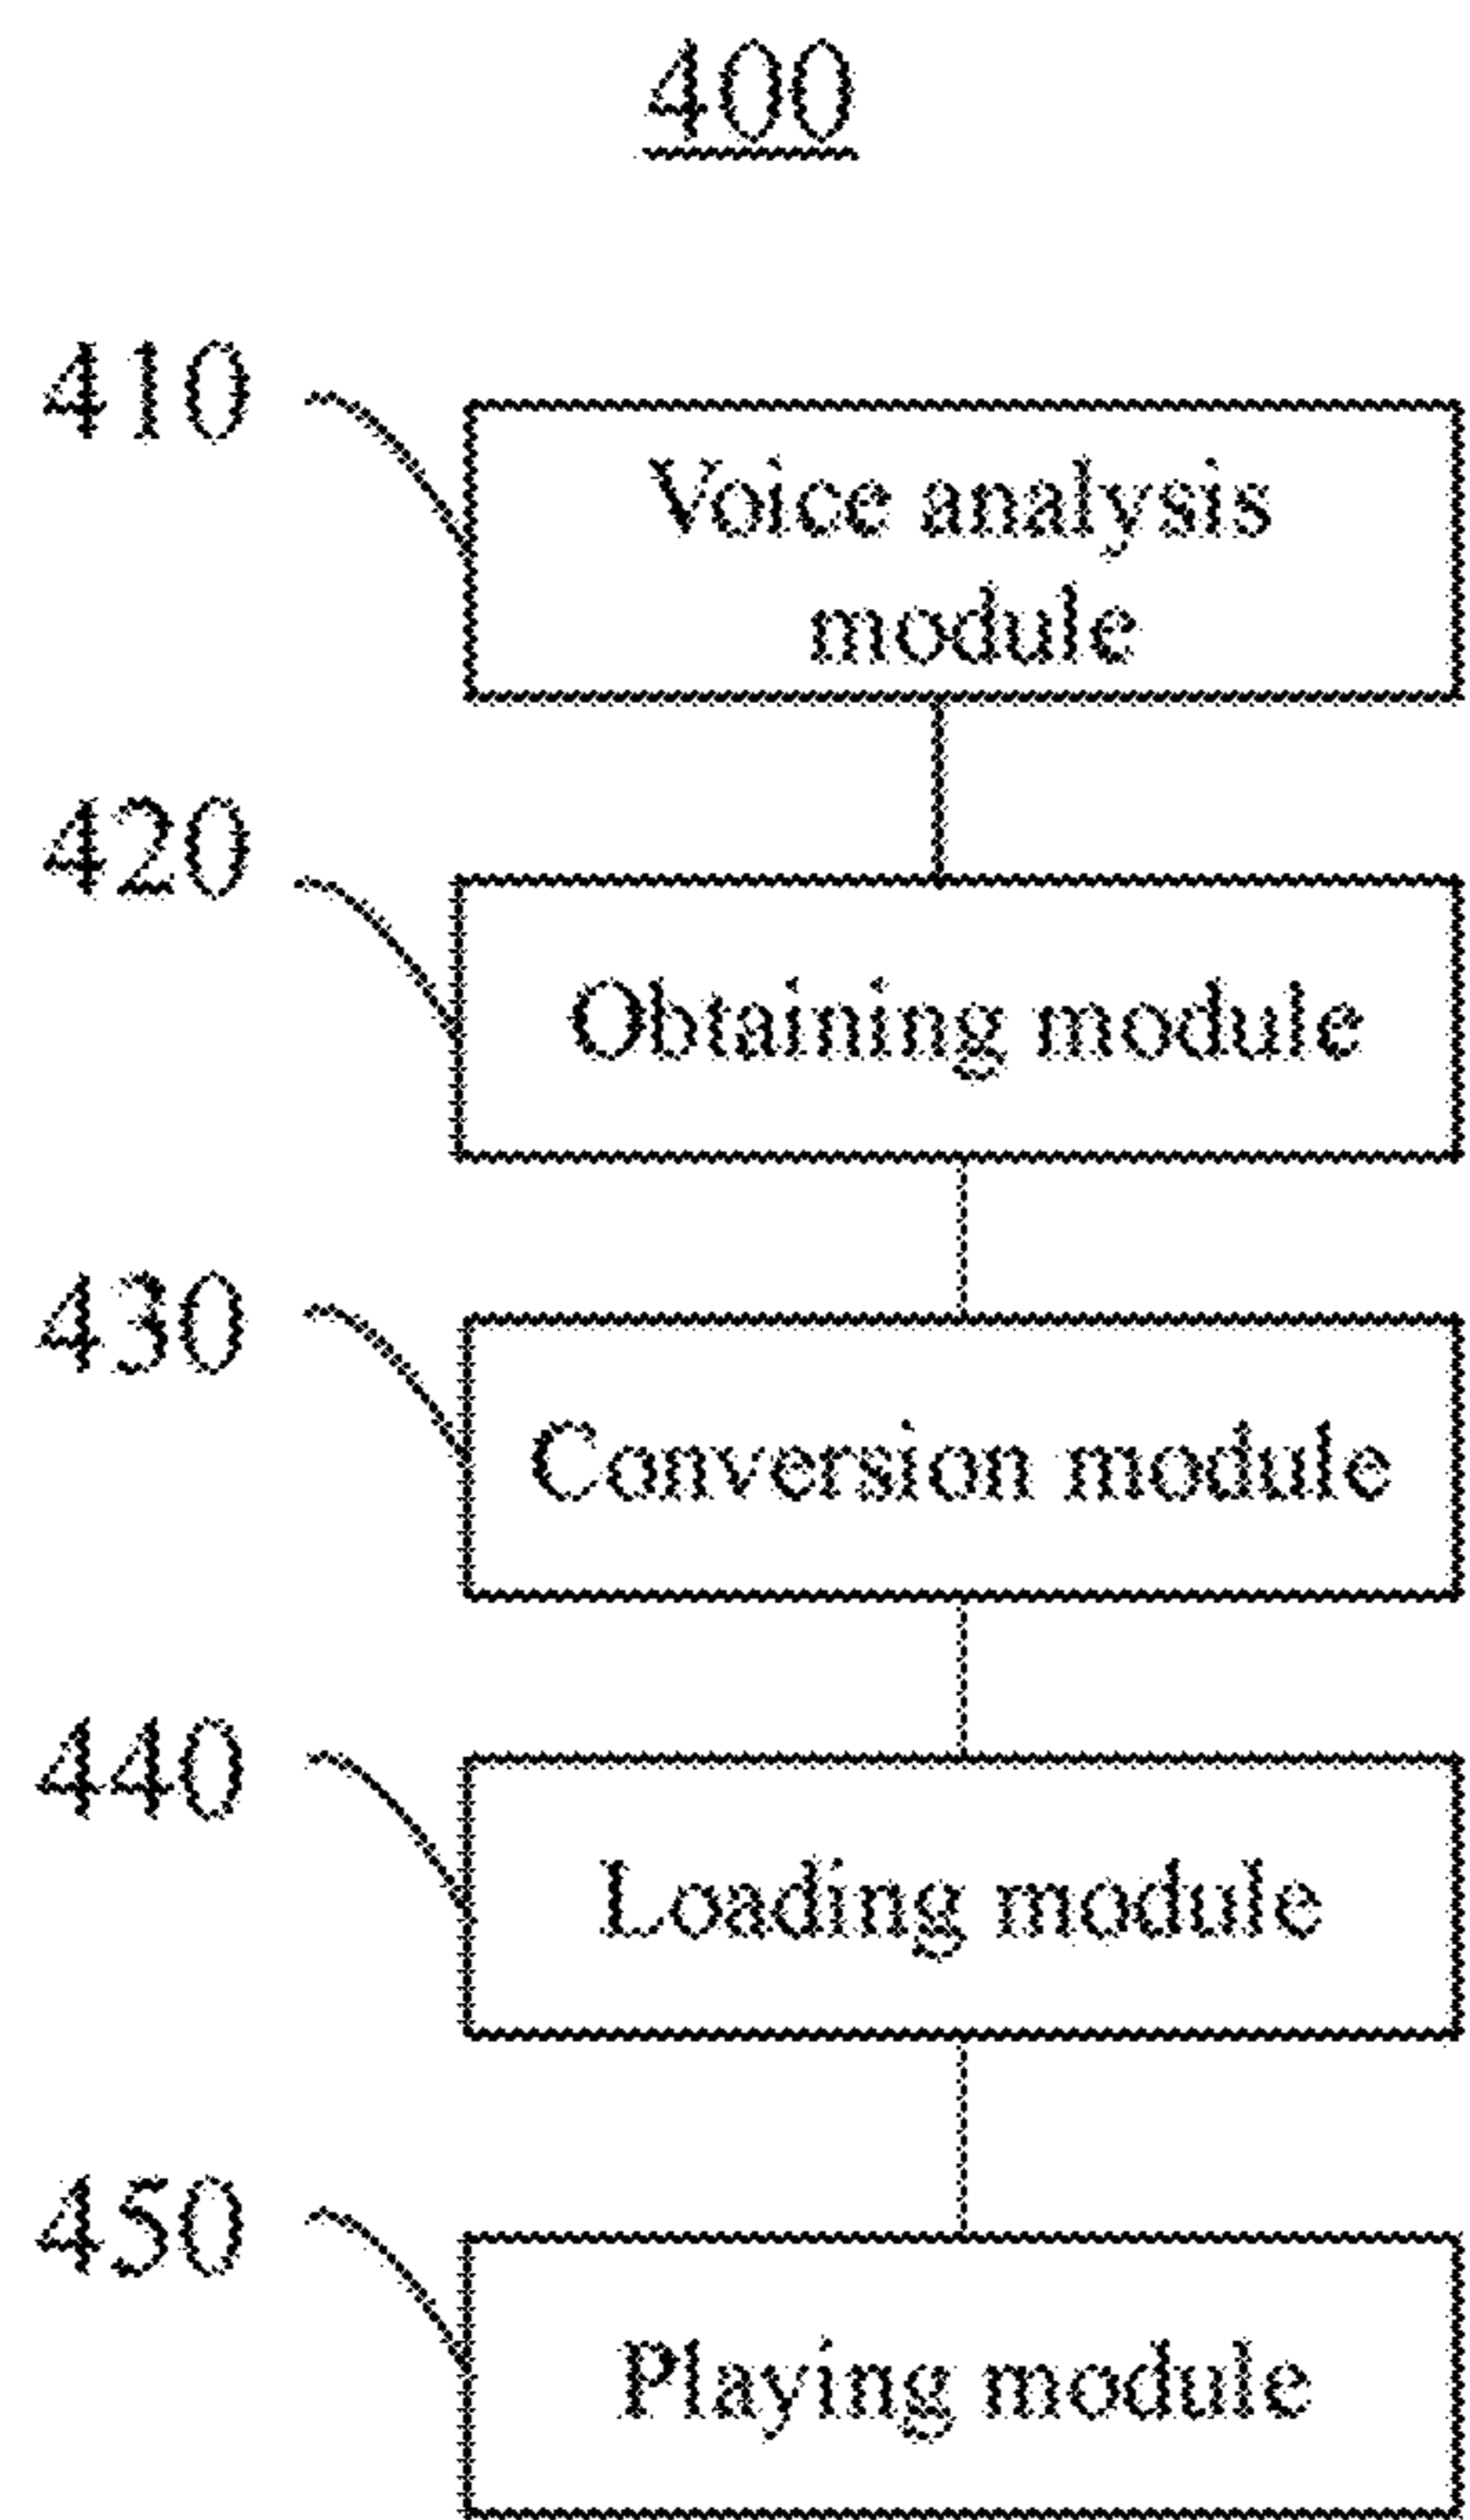 400
410
Voice analysis
module
420
Obtaining module
430
Conversion module
440
Loading module
450
Playing module